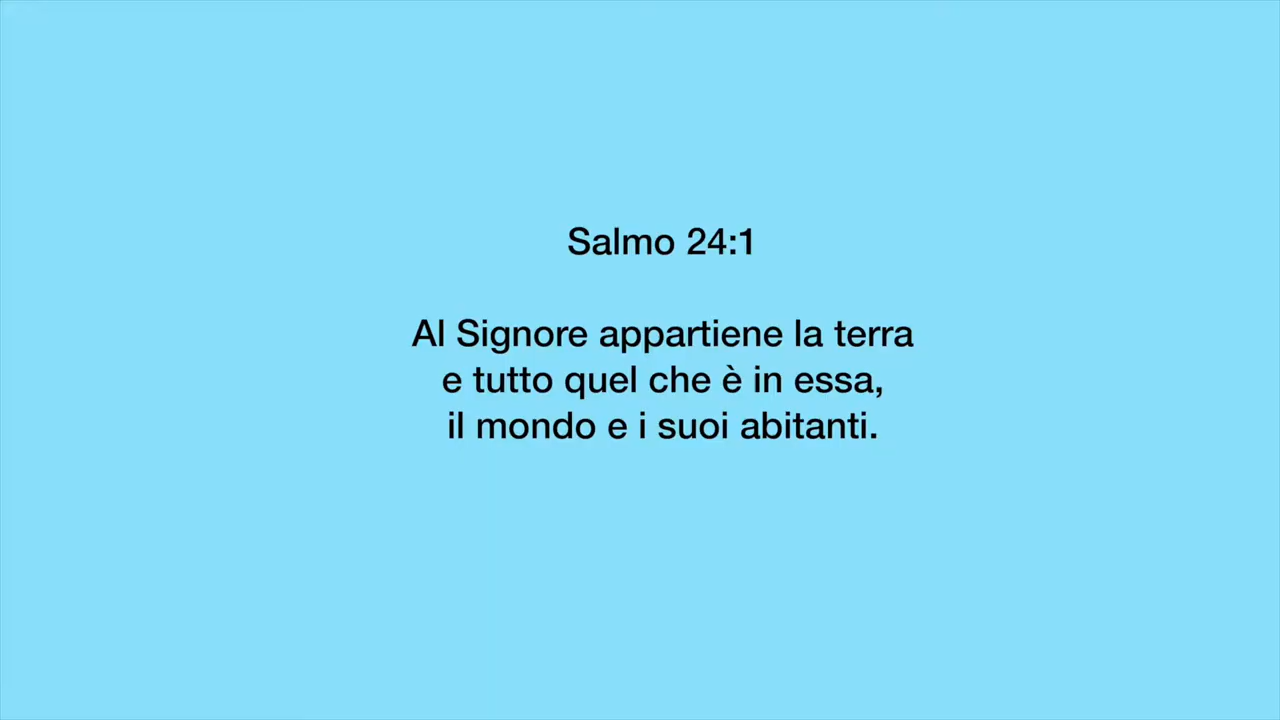 Salmo 24:1
Al Signore appartiene la terra
e tutto quel che è in essa,
il mondo e i suoi abitanti.